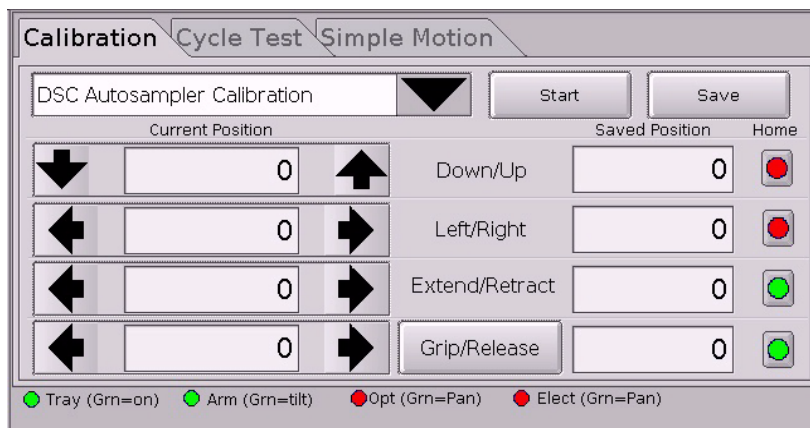 Calibration Cycle Test Simple Motion
DSC Autosampler Calibration Start Save
Current Position Saved Position Home
0 Down/Up 0
0 Left/Right 0
0 Extend/Retract 0
0 Grip/Release 0
Tray (Grn=on) Arm (Grn=tilt) Opt (Grn=Pan) Elect (Grn=Pan)